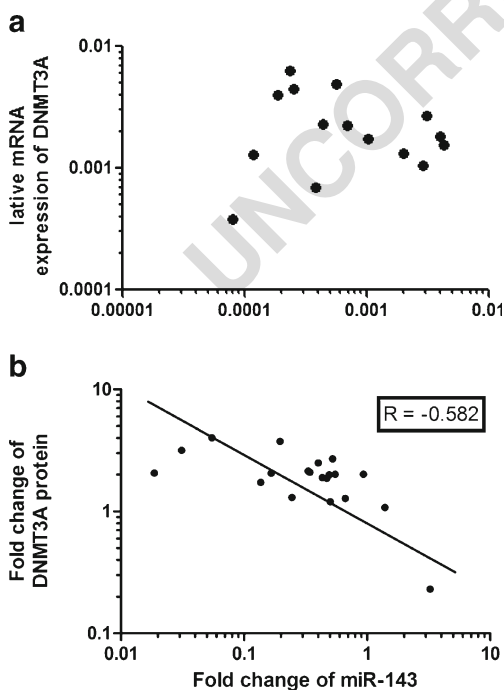 a
UNCORR
lative mRNA
expression of DNMT3A
0.01
0.001
0.0001
0.00001
0.0001
0.001
0.01
b
Fold change of
DNMT3A protein
10
1
0.1
R = -0.582
0.01
0.1
1
10
Fold change of miR-143